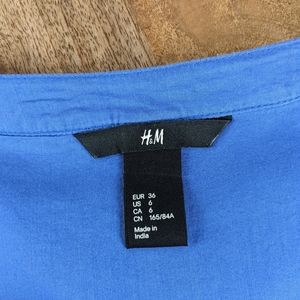 H&M
EUR 36
US 6
CA 6
CN 165/84A
Made in
India